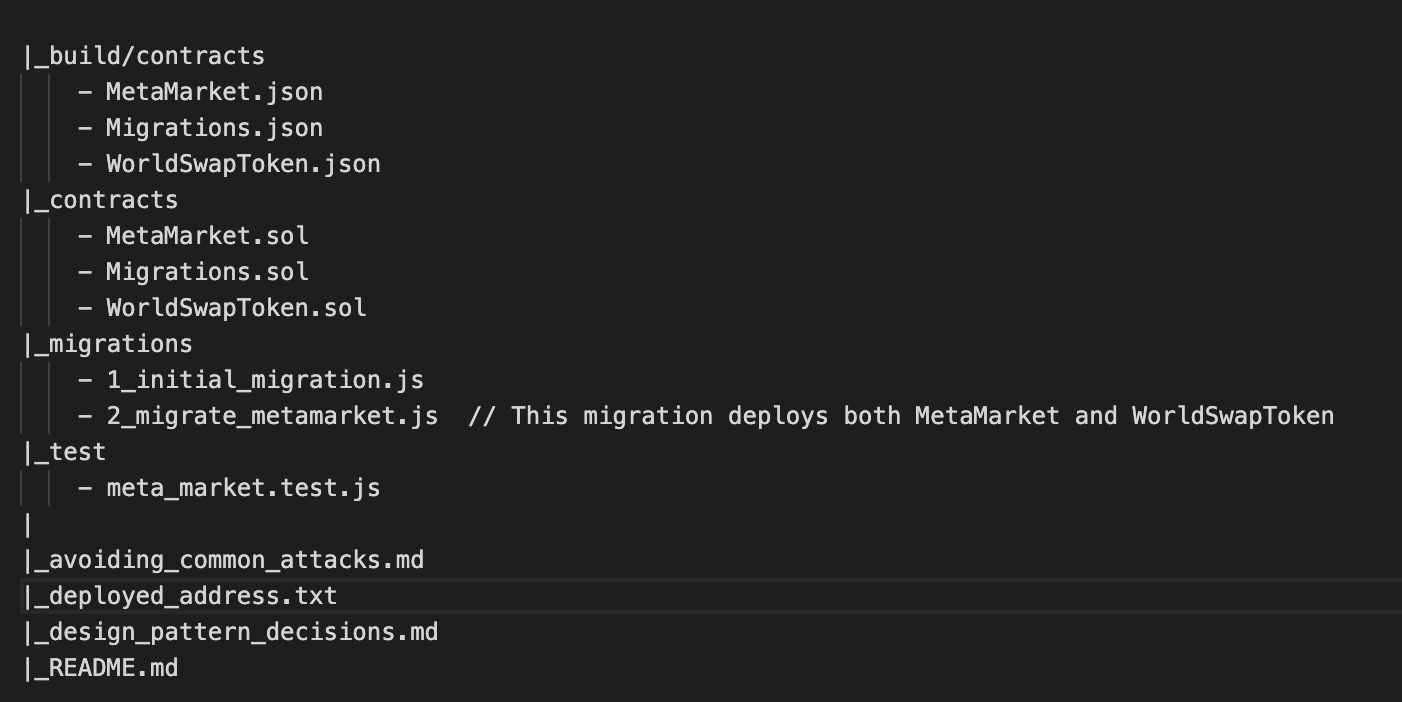 |_build/contracts
- MetaMarket.json
- Migrations.json
- WorldSwapToken.json
|_contracts
- MetaMarket.sol
- Migrations.sol
- WorldSwapToken.sol
|_migrations
- 1_initial_migration.js
- 2_migrate_metamarket.js  // This migration deploys both MetaMarket and WorldSwapToken
|_test
- meta_market.test.js
|
|_avoiding_common_attacks.md
|_deployed_address.txt
|_design_pattern_decisions.md
|_README.md